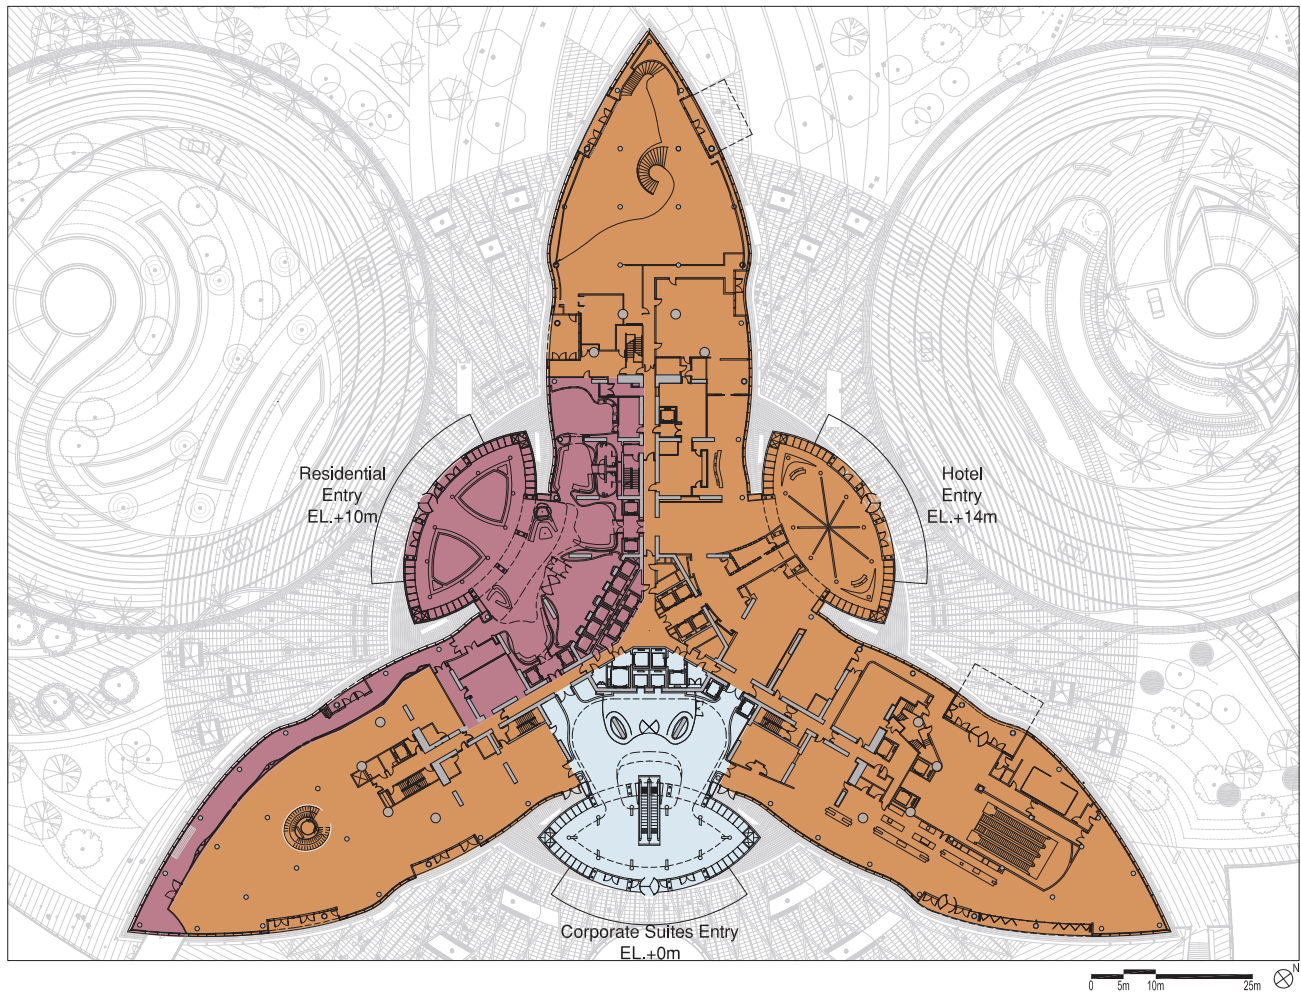 Residential
Entry
EL.+10m
Hotel
Entry
EL.+14m
Corporate Suites Entry
EL.+0m
0 5m 10m 25m
N